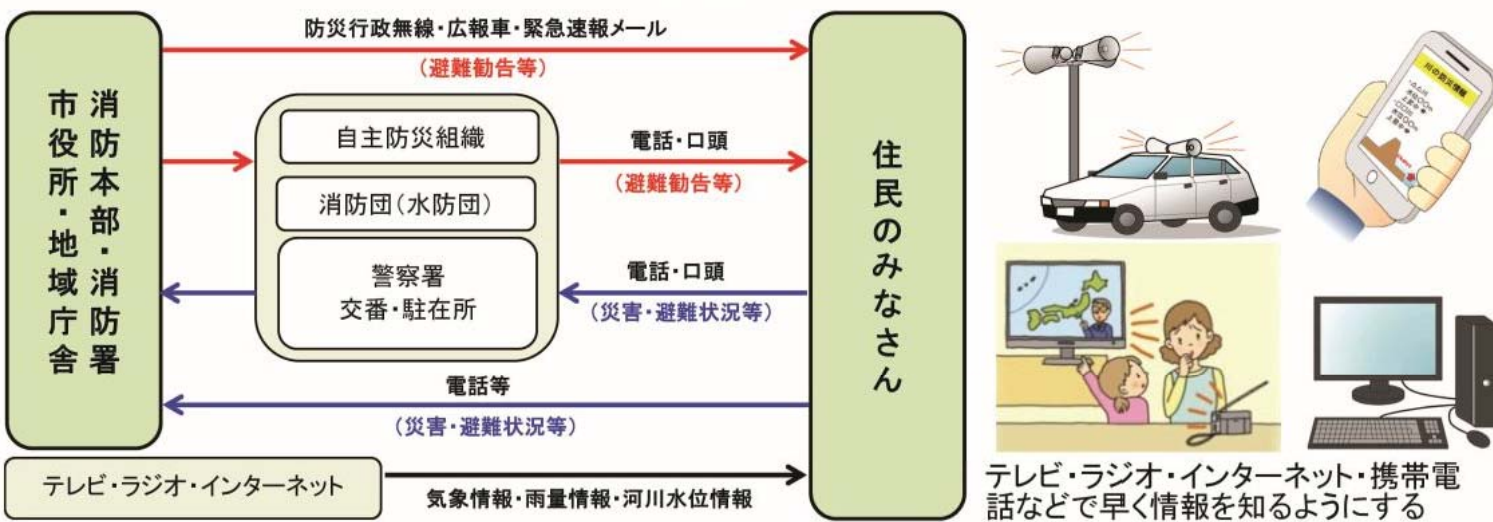 防災行政無線・広報車・緊急速報メール
(避難勧告等)
消防本部・消防署
市役所・地域庁舎
自主防災組織
消防団(水防団)
警察署
交番・駐在所
電話・口頭
(避難勧告等)
電話・口頭
(災害・避難状況等)
電話等
(災害・避難状況等)
住民のみなさん
テレビ・ラジオ・インターネット
気象情報・雨量情報・河川水位情報
川の防災情報
テレビ・ラジオ・インターネット・携帯電
話などで早く情報を知るようにする